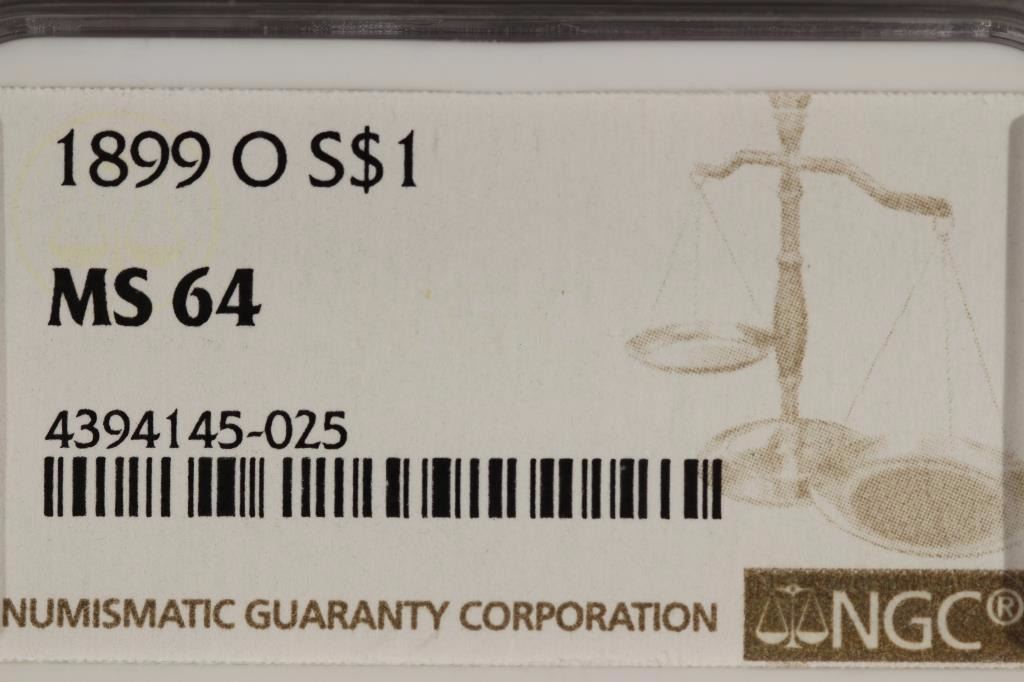 1899 O S$1
MS 64
4394145-025
NUMISMATIC GUARANTY CORPORATION
NGC®